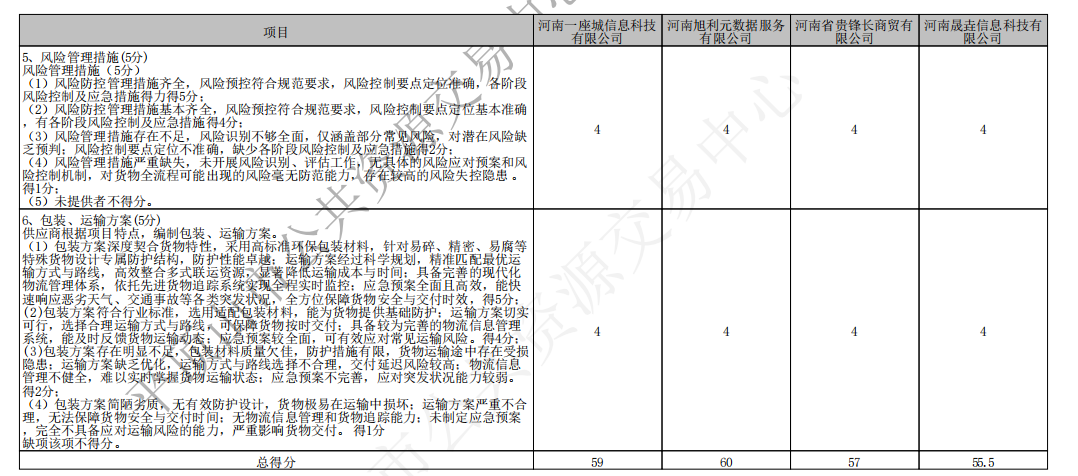 项目
河南一座城信息科技有限公司
河南旭利元数据服务有限公司
河南省贵锋长商贸有限公司
河南晟垚信息科技有限公司
5、风险管理措施(5分)
风险管理措施（5分）
（1）风险防控管理措施齐全，风险预控符合规范要求，风险控制要点定位准确，各阶段
风险控制及应急措施得力得5分；
（2）风险防控管理措施基本齐全，风险预控符合规范要求，风险控制要点定位基本准确
，有各阶段风险控制及应急措施得4分；
（3）风险管理措施存在不足，风险识别不够全面，仅涵盖部分常见风险，对潜在风险缺
乏预判；风险控制要点定位不准确，缺少各阶段风险控制及应急措施得2分；
（4）风险管理措施严重缺失，未开展风险识别、评估工作，无具体的风险应对预案和风
险控制机制，对货物全流程可能出现的风险毫无防范能力，存在较高的风险失控隐患 。
得1分；
（5）未提供者不得分。
4 4 4 4
6、包装、运输方案(5分)
供应商根据项目特点，编制包装、运输方案。
（1）包装方案深度契合货物特性，采用高标准环保包装材料，针对易碎、精密、易腐等
特殊货物设计专属防护结构，防护性能卓越；运输方案经过科学规划，精准匹配最优运
输方式与路线，高效整合多式联运资源，显著降低运输成本与时间；具备完善的现代化
物流管理体系，依托先进货物追踪系统实现全程实时监控；应急预案全面且高效，能快
速响应恶劣天气、交通事故等各类突发状况，全方位保障货物安全与交付时效，得5分；
(2)包装方案符合行业标准，选用适配包装材料，能为货物提供基础防护；运输方案切实
可行，选择合理运输方式与路线，可保障货物按时交付；具备较为完善的物流信息管理
系统，能及时反馈货物运输动态；应急预案较全面，可有效应对常见运输风险。得4分；
(3)包装方案存在明显不足，包装材料质量欠佳，防护措施有限，货物运输途中存在受损
隐患；运输方案缺乏优化，运输方式与路线选择不合理，交付延迟风险较高；物流信息
管理不健全，难以实时掌握货物运输状态；应急预案不完善，应对突发状况能力较弱。
得2分；
（4）包装方案简陋劣质，无有效防护设计，货物极易在运输中损坏；运输方案严重不合
理，无法保障货物安全与交付时间；无物流信息管理和货物追踪能力；未制定应急预案
，完全不具备应对运输风险的能力，严重影响货物交付。 得1分
缺项该项不得分。
4 4 4 4
总得分 59 60 57 55.5